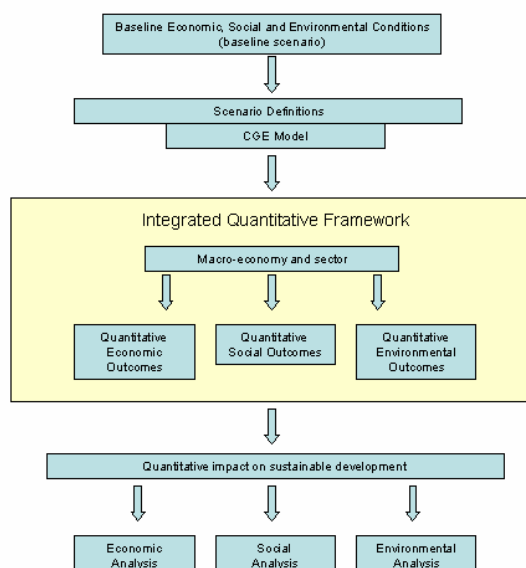 Baseline Economic, Social and Environmental Conditions
(baseline scenario)
Scenario Definitions
CGE Model
Integrated Quantitative Framework
Macro-economy and sector
Quantitative
Economic
Outcomes
Quantitative
Social Outcomes
Quantitative
Environmental
Outcomes
Quantitative impact on sustainable development
Economic
Analysis
Social
Analysis
Environmental
Analysis